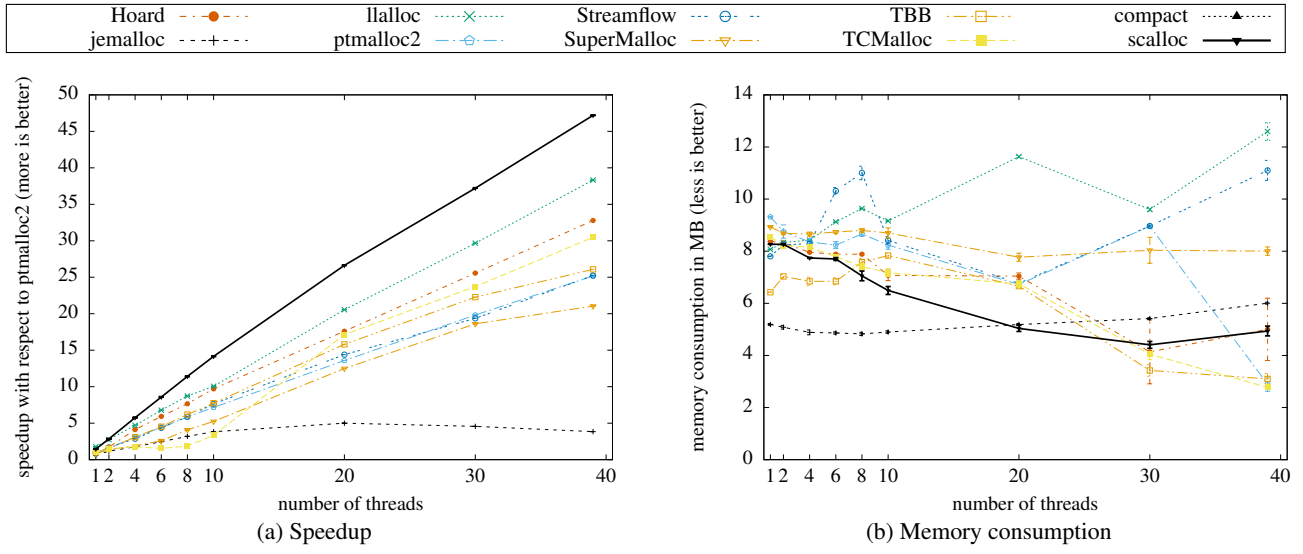 Hoard llalloc Streamflow TBB compact
jemalloc ptmalloc2 SuperMalloc TCMalloc scalloc
speedup with respect to ptmalloc2 (more is better)
50
45
40
35
30
25
20
15
10
5
0
1 2 4 6 8 10 20 30 40
number of threads
(a) Speedup
memory consumption in MB (less is better)
14
12
10
8
6
4
2
0
1 2 4 6 8 10 20 30 40
number of threads
(b) Memory consumption